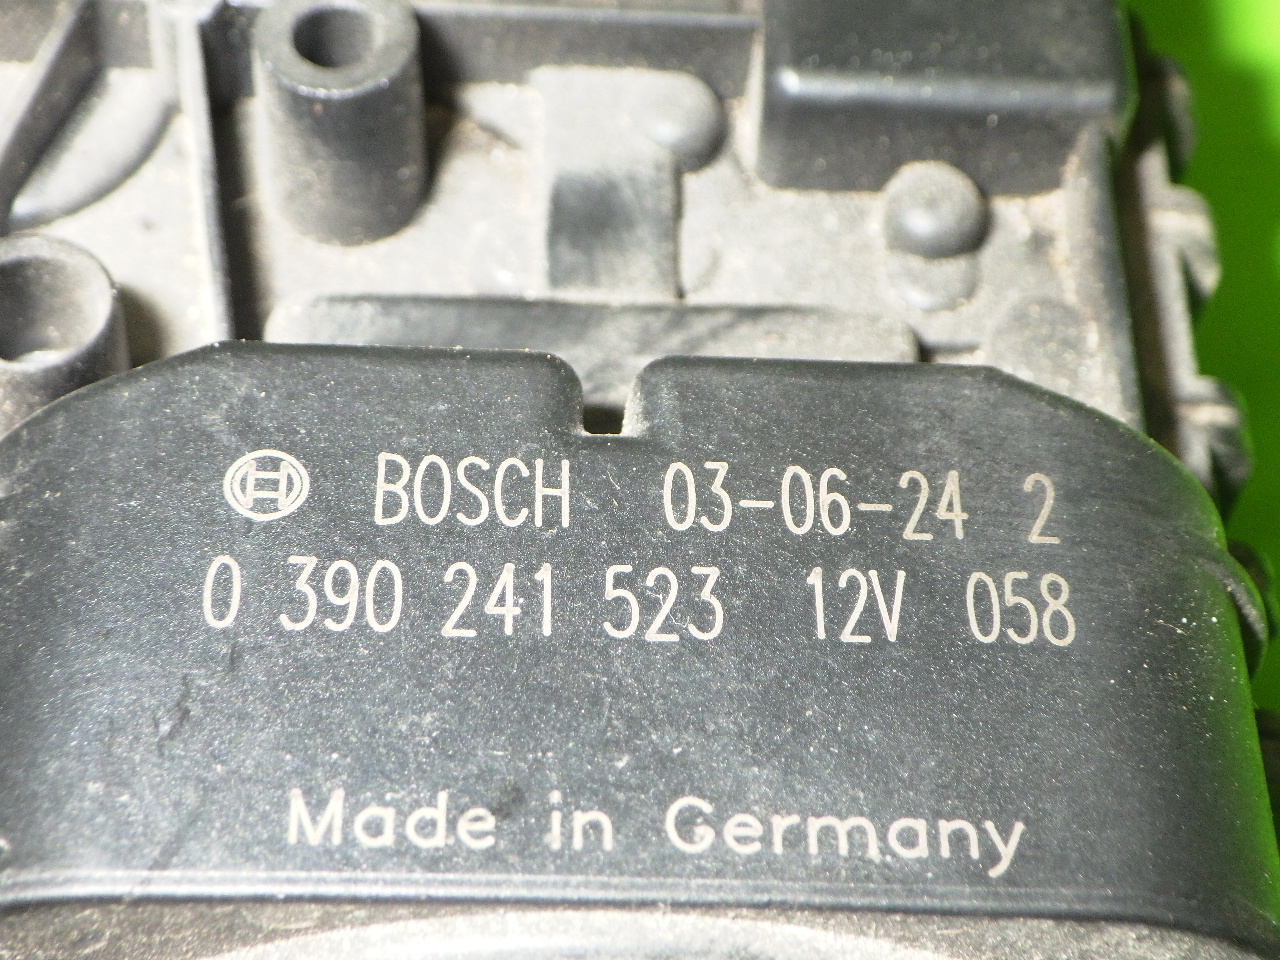 BOSCH 03-06-24 2
0 390 241 523 12V 058
Made in Germany